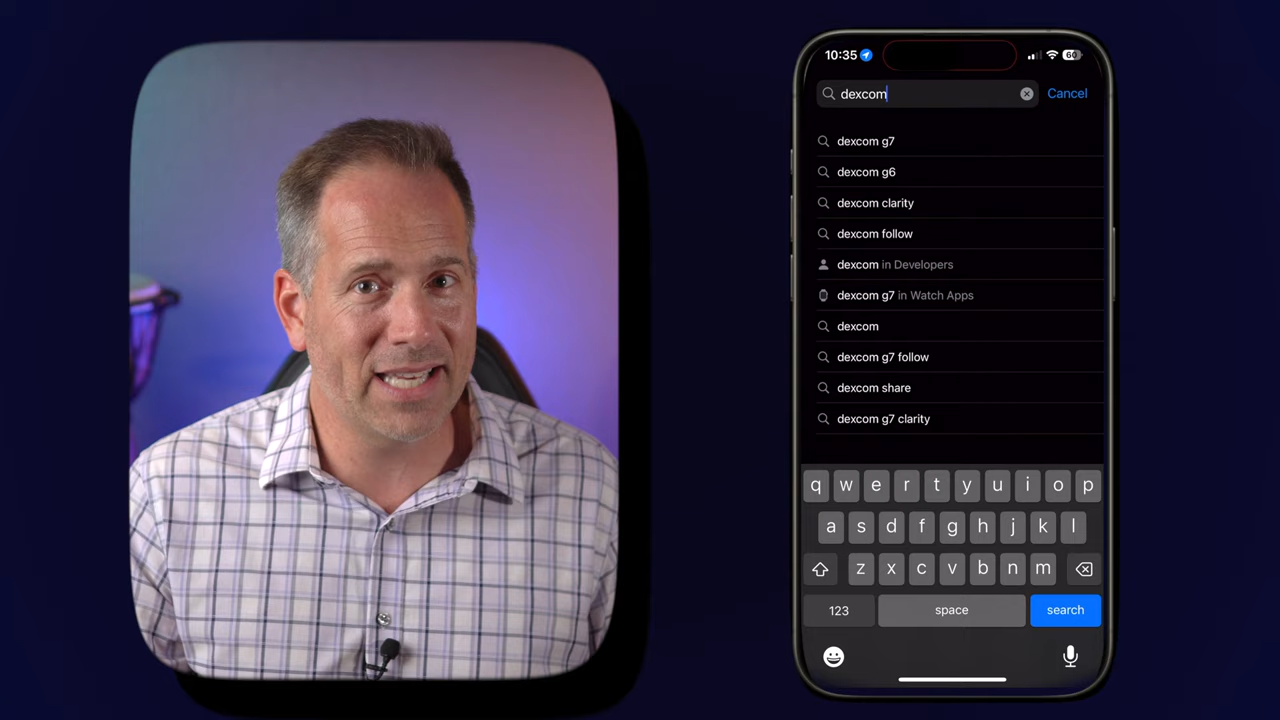 10:35
60
dexcom
Cancel
dexcom g7
dexcom g6
dexcom clarity
dexcom follow
dexcom in Developers
dexcom g7 in Watch Apps
dexcom
dexcom g7 follow
dexcom share
dexcom g7 clarity
q w e r t y u i o p
a s d f g h j k l
z x c v b n m
123 space search